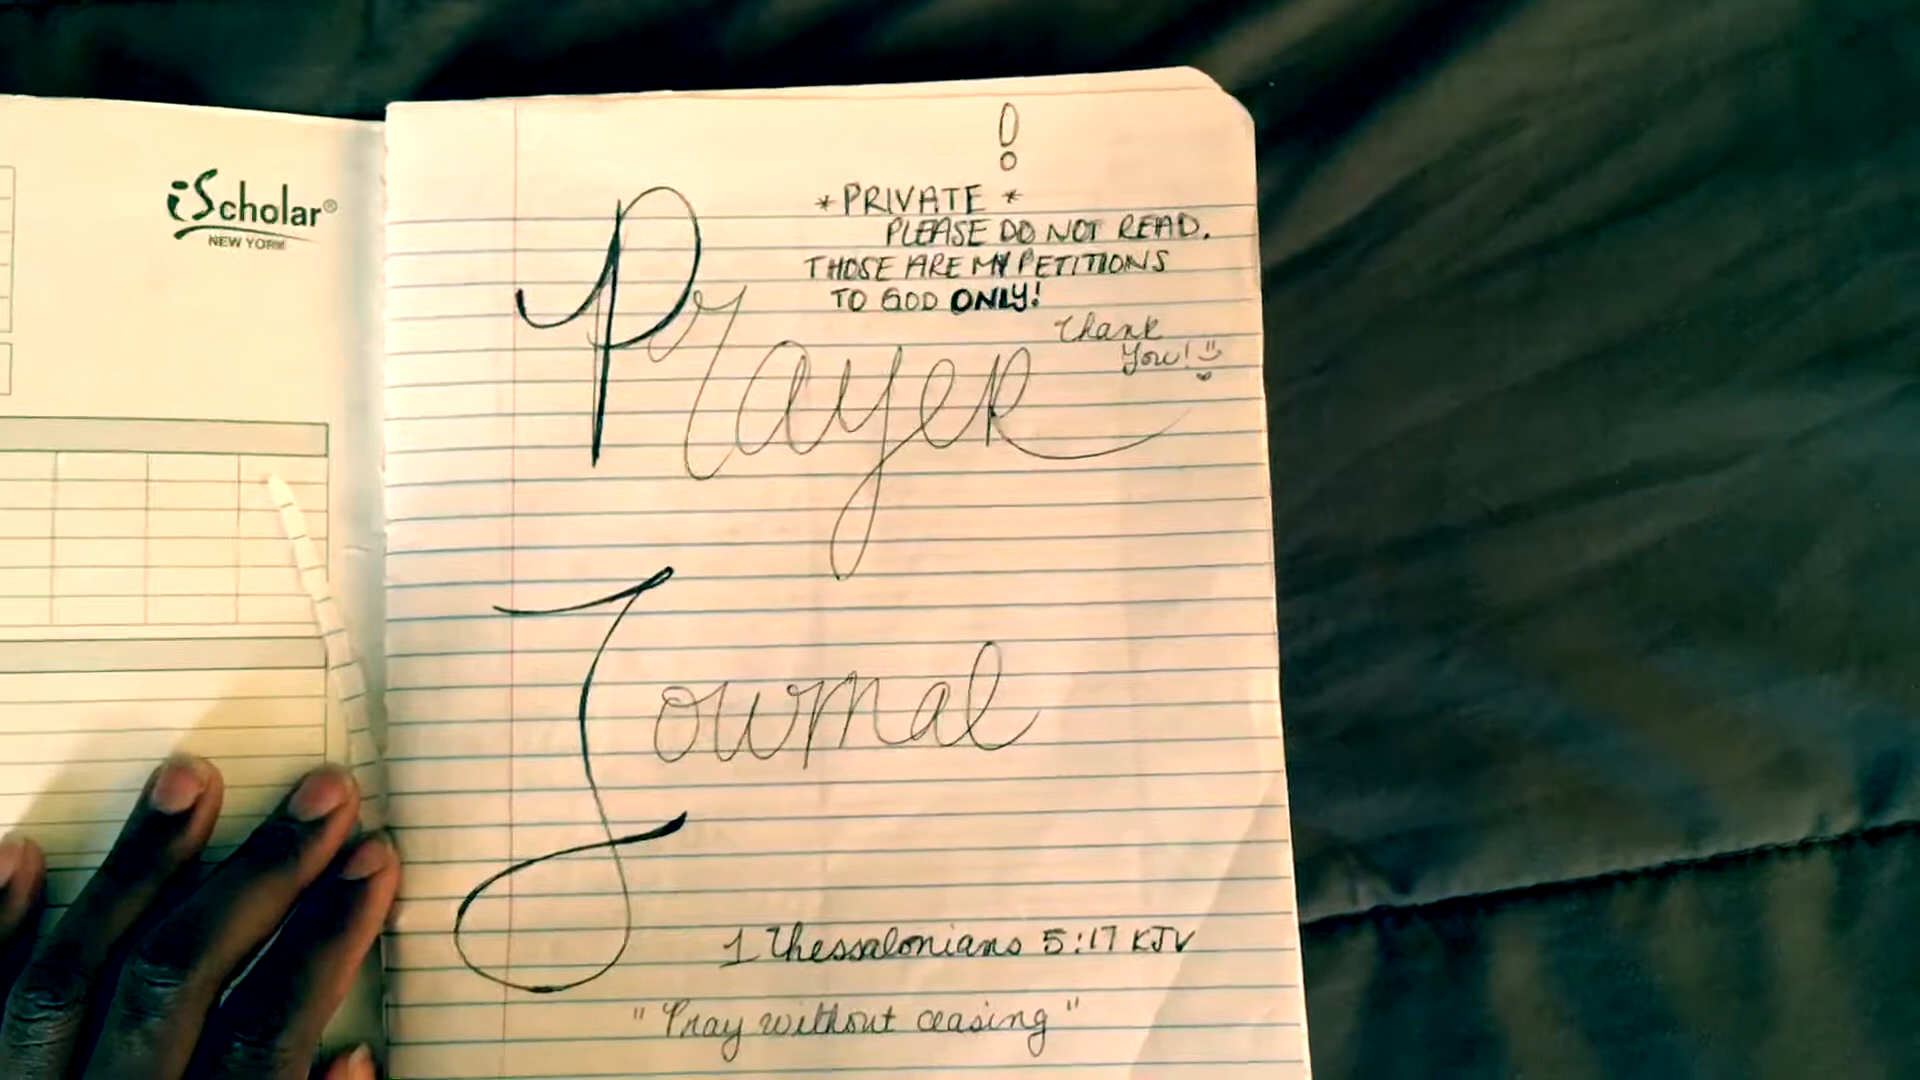 iScholar®
NEW YORK
!
*PRIVATE *
PLEASE DO NOT READ.
THOSE ARE MY PETITIONS
TO GOD ONLY!
Thank
You!
Prayer
Journal
1 Thessalonians 5:17 KJV
"Pray without ceasing"